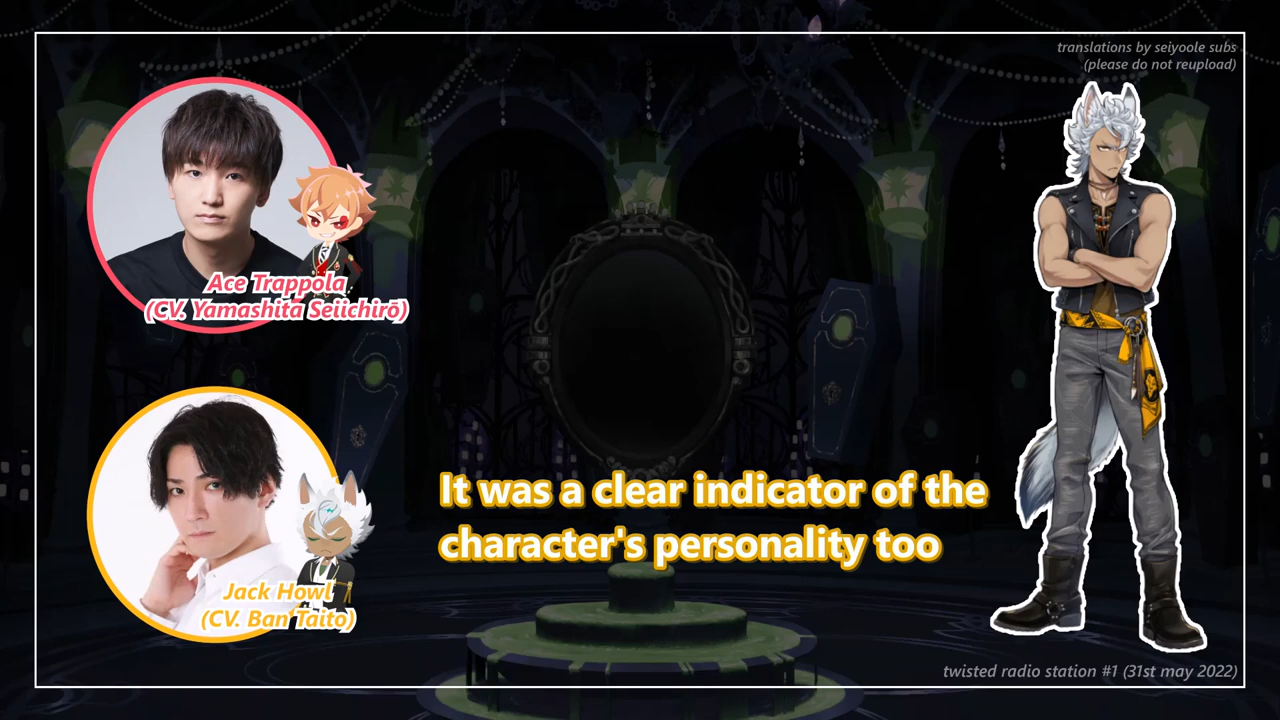 translations by seiyoole subs
(please do not reupload)
Ace Trappola
(CV. Yamashita Seiichirō)
It was a clear indicator of the
character's personality too
Jack Howl
(CV. Ban Taito)
twisted radio station #1 (31st may 2022)